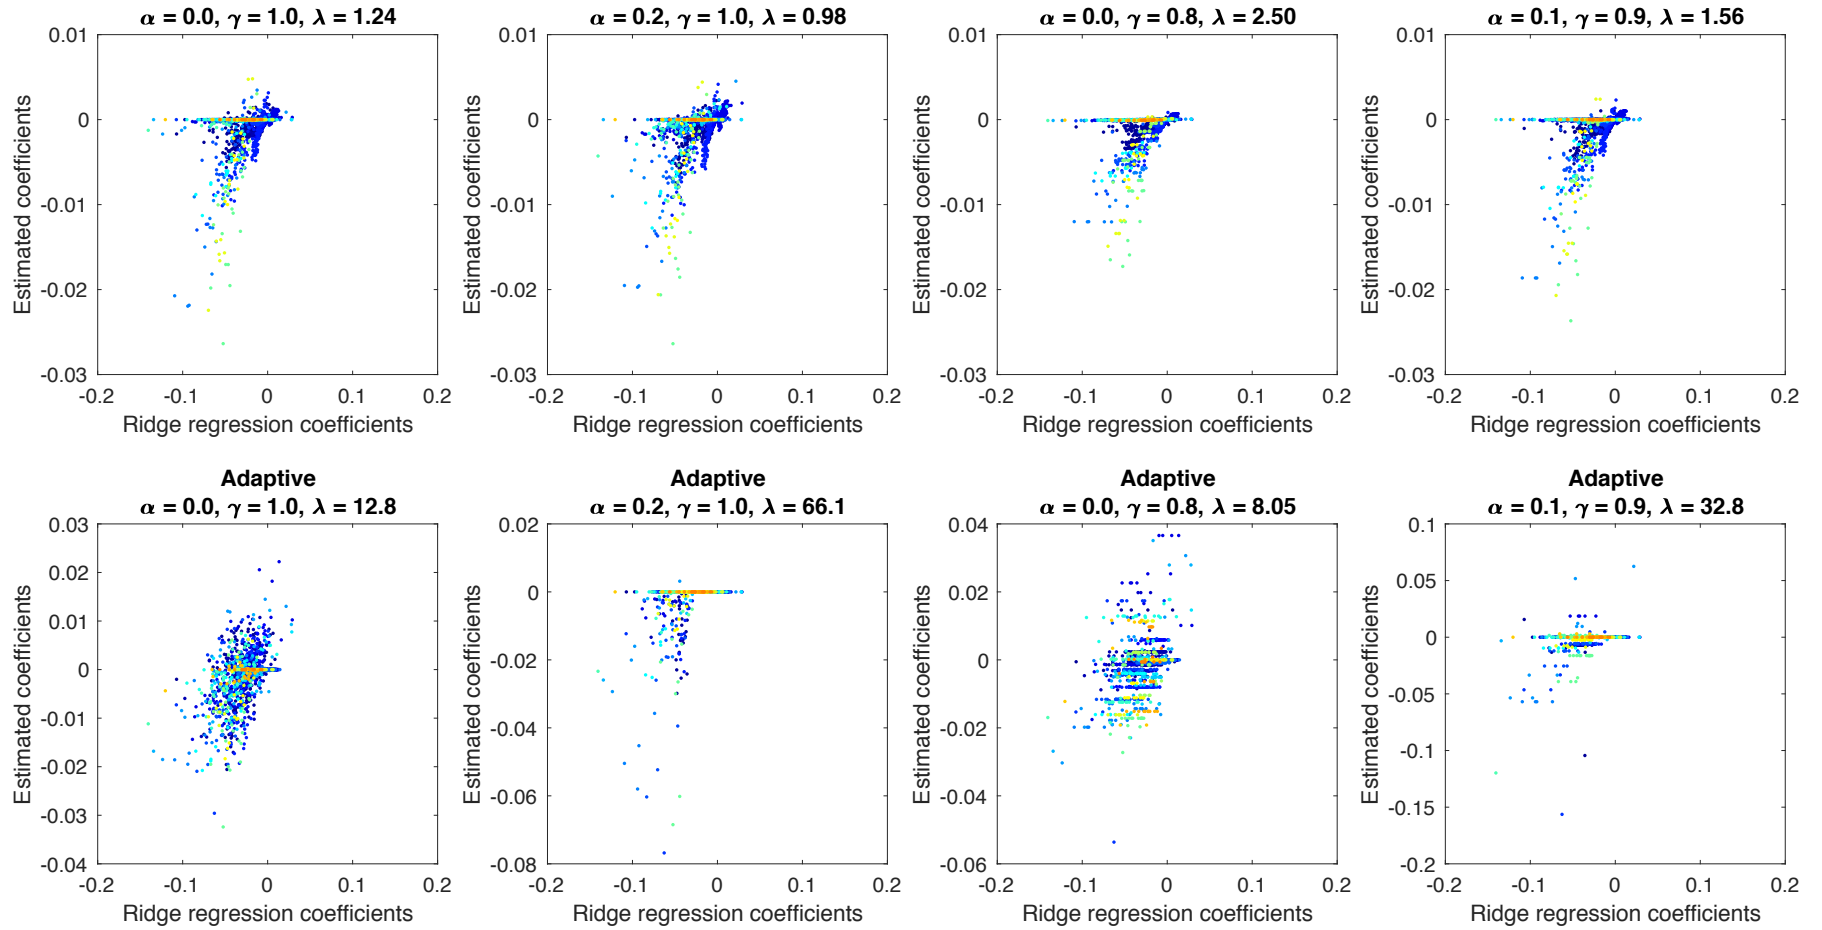 α = 0.0, γ = 1.0, λ = 1.24
0.01
0
-0.01
-0.02
-0.03
Estimated coefficients
-0.2 -0.1 0 0.1 0.2
Ridge regression coefficients
α = 0.2, γ = 1.0, λ = 0.98
0.01
0
-0.01
-0.02
-0.03
Estimated coefficients
-0.2 -0.1 0 0.1 0.2
Ridge regression coefficients
α = 0.0, γ = 0.8, λ = 2.50
0.01
0
-0.01
-0.02
-0.03
Estimated coefficients
-0.2 -0.1 0 0.1 0.2
Ridge regression coefficients
α = 0.1, γ = 0.9, λ = 1.56
0.01
0
-0.01
-0.02
-0.03
Estimated coefficients
-0.2 -0.1 0 0.1 0.2
Ridge regression coefficients
Adaptive
α = 0.0, γ = 1.0, λ = 12.8
0.03
0.02
0.01
0
-0.01
-0.02
-0.03
-0.04
Estimated coefficients
-0.2 -0.1 0 0.1 0.2
Ridge regression coefficients
Adaptive
α = 0.2, γ = 1.0, λ = 66.1
0.02
0
-0.02
-0.04
-0.06
-0.08
Estimated coefficients
-0.2 -0.1 0 0.1 0.2
Ridge regression coefficients
Adaptive
α = 0.0, γ = 0.8, λ = 8.05
0.04
0.02
0
-0.02
-0.04
-0.06
Estimated coefficients
-0.2 -0.1 0 0.1 0.2
Ridge regression coefficients
Adaptive
α = 0.1, γ = 0.9, λ = 32.8
0.1
0.05
0
-0.05
-0.1
-0.15
-0.2
Estimated coefficients
-0.2 -0.1 0 0.1 0.2
Ridge regression coefficients